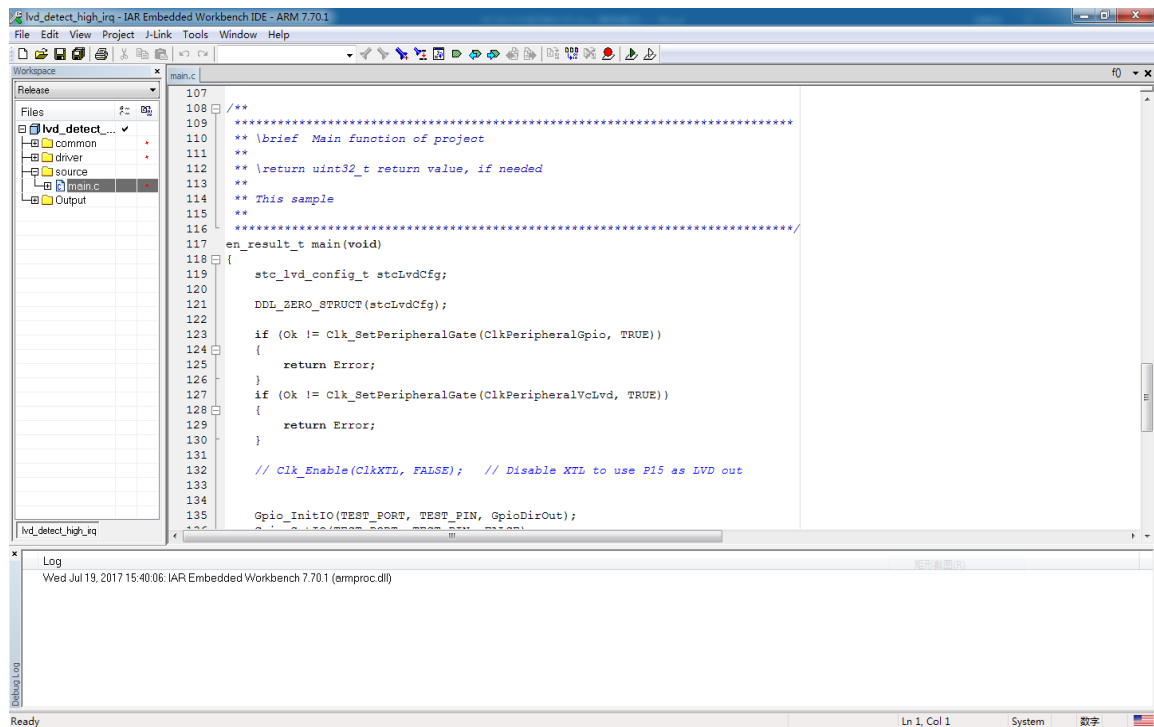 lvd_detect_high_irq - IAR Embedded Workbench IDE - ARM 7.70.1
File Edit View Project J-Link Tools Window Help
Workspace
main.c
f()
Release
Files
lvd_detect_...
common
driver
source
main.c
Output
lvd_detect_high_irq
107
108 /**
109 ******************************************************************************
110 ** \brief  Main function of project
111 **
112 ** \return uint32_t return value, if needed
113 **
114 ** This sample
115 **
116 ******************************************************************************/
117 en_result_t main(void)
118 {
119     stc_lvd_config_t stcLvdCfg;
120
121     DDL_ZERO_STRUCT(stcLvdCfg);
122
123     if (Ok != Clk_SetPeripheralGate(ClkPeripheralGpio, TRUE))
124     {
125         return Error;
126     }
127     if (Ok != Clk_SetPeripheralGate(ClkPeripheralVcLvd, TRUE))
128     {
129         return Error;
130     }
131
132     // Clk_Enable(ClkXTL, FALSE);   // Disable XTL to use P15 as LVD out
133
134
135     Gpio_InitIO(TEST_PORT, TEST_PIN, GpioDirOut);
Log
矩形截图(R)
Wed Jul 19, 2017 15:40:06: IAR Embedded Workbench 7.70.1 (armproc.dll)
Debug Log
Ready
Ln 1, Col 1
System
数字